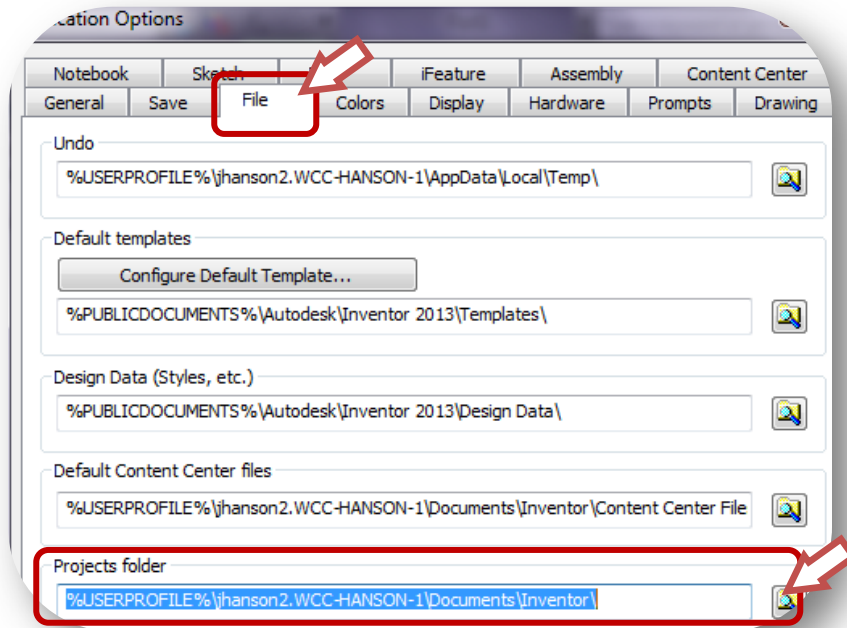 cation Options
Notebook Sketch iFeature Assembly Content Center
General Save File Colors Display Hardware Prompts Drawing
Undo
%USERPROFILE%\jhanson2.WCC-HANSON-1\AppData\Local\Temp\
Default templates
Configure Default Template...
%PUBLICDOCUMENTS%\Autodesk\Inventor 2013\Templates\
Design Data (Styles, etc.)
%PUBLICDOCUMENTS%\Autodesk\Inventor 2013\Design Data\
Default Content Center files
%USERPROFILE%\jhanson2.WCC-HANSON-1\Documents\Inventor\Content Center File
Projects folder
%USERPROFILE%\jhanson2.WCC-HANSON-1\Documents\Inventor\